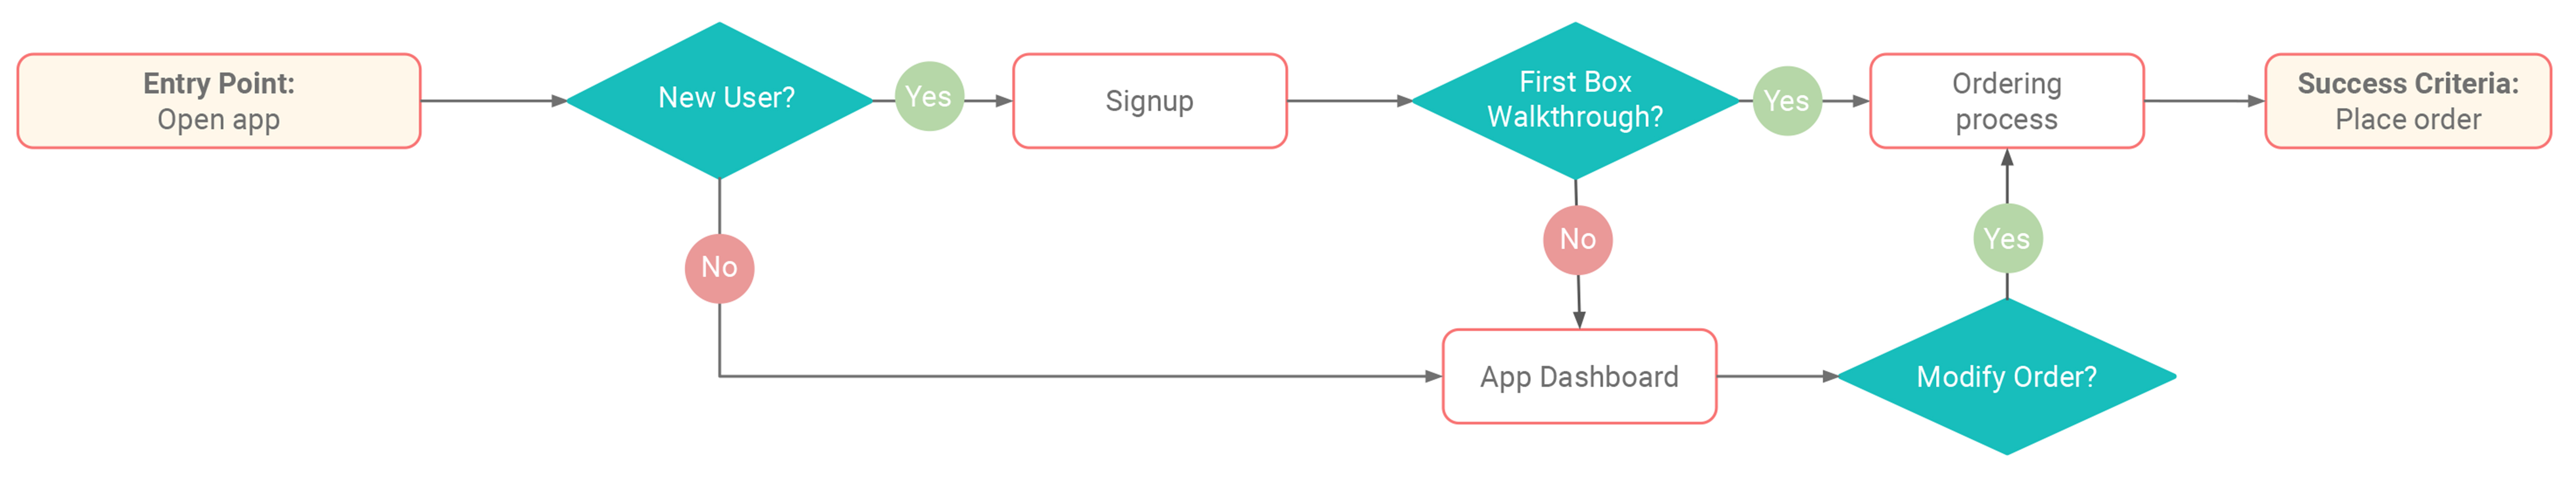 Entry Point:
Open app
New User?
Yes
Signup
First Box
Walkthrough?
Yes
Ordering
process
Success Criteria:
Place order
No
No
Yes
App Dashboard
Modify Order?